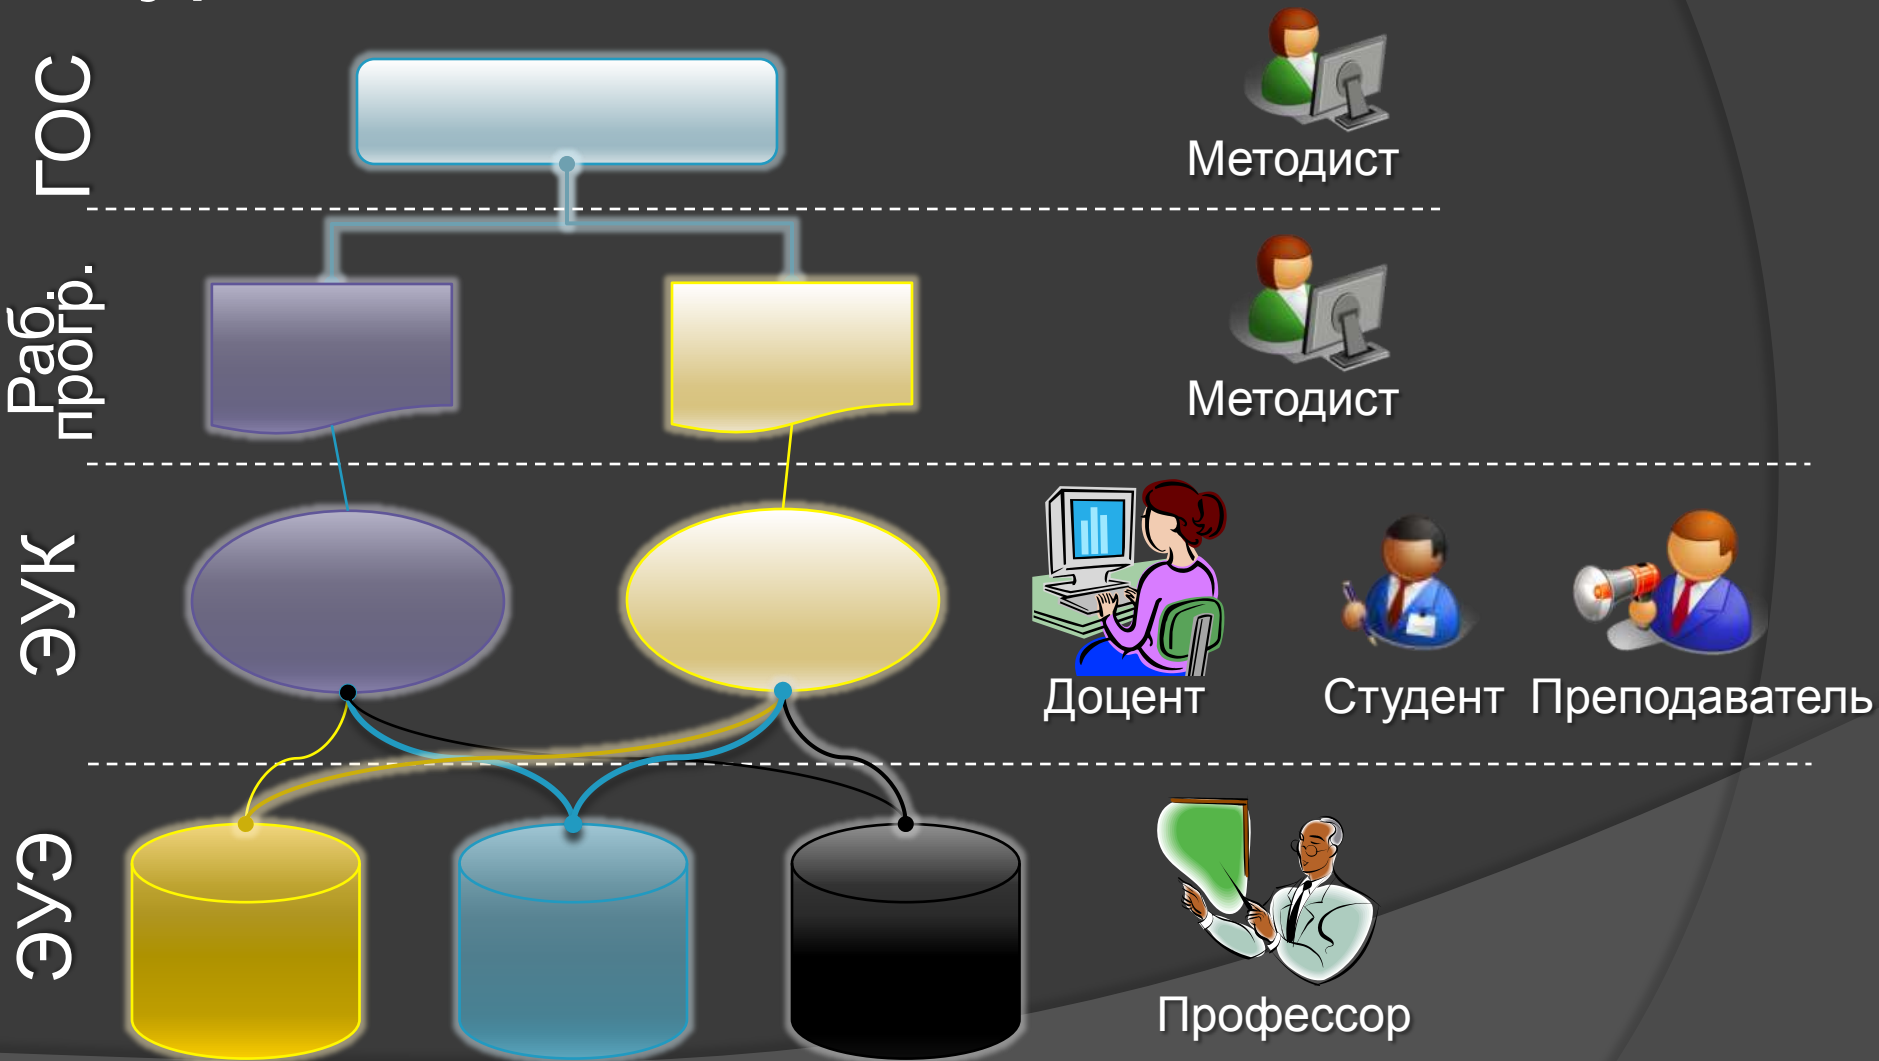 ГОС
Методист
Раб.
прогр.
Методист
ЭУК
Доцент
Студент
Преподаватель
ЭУЭ
Профессор